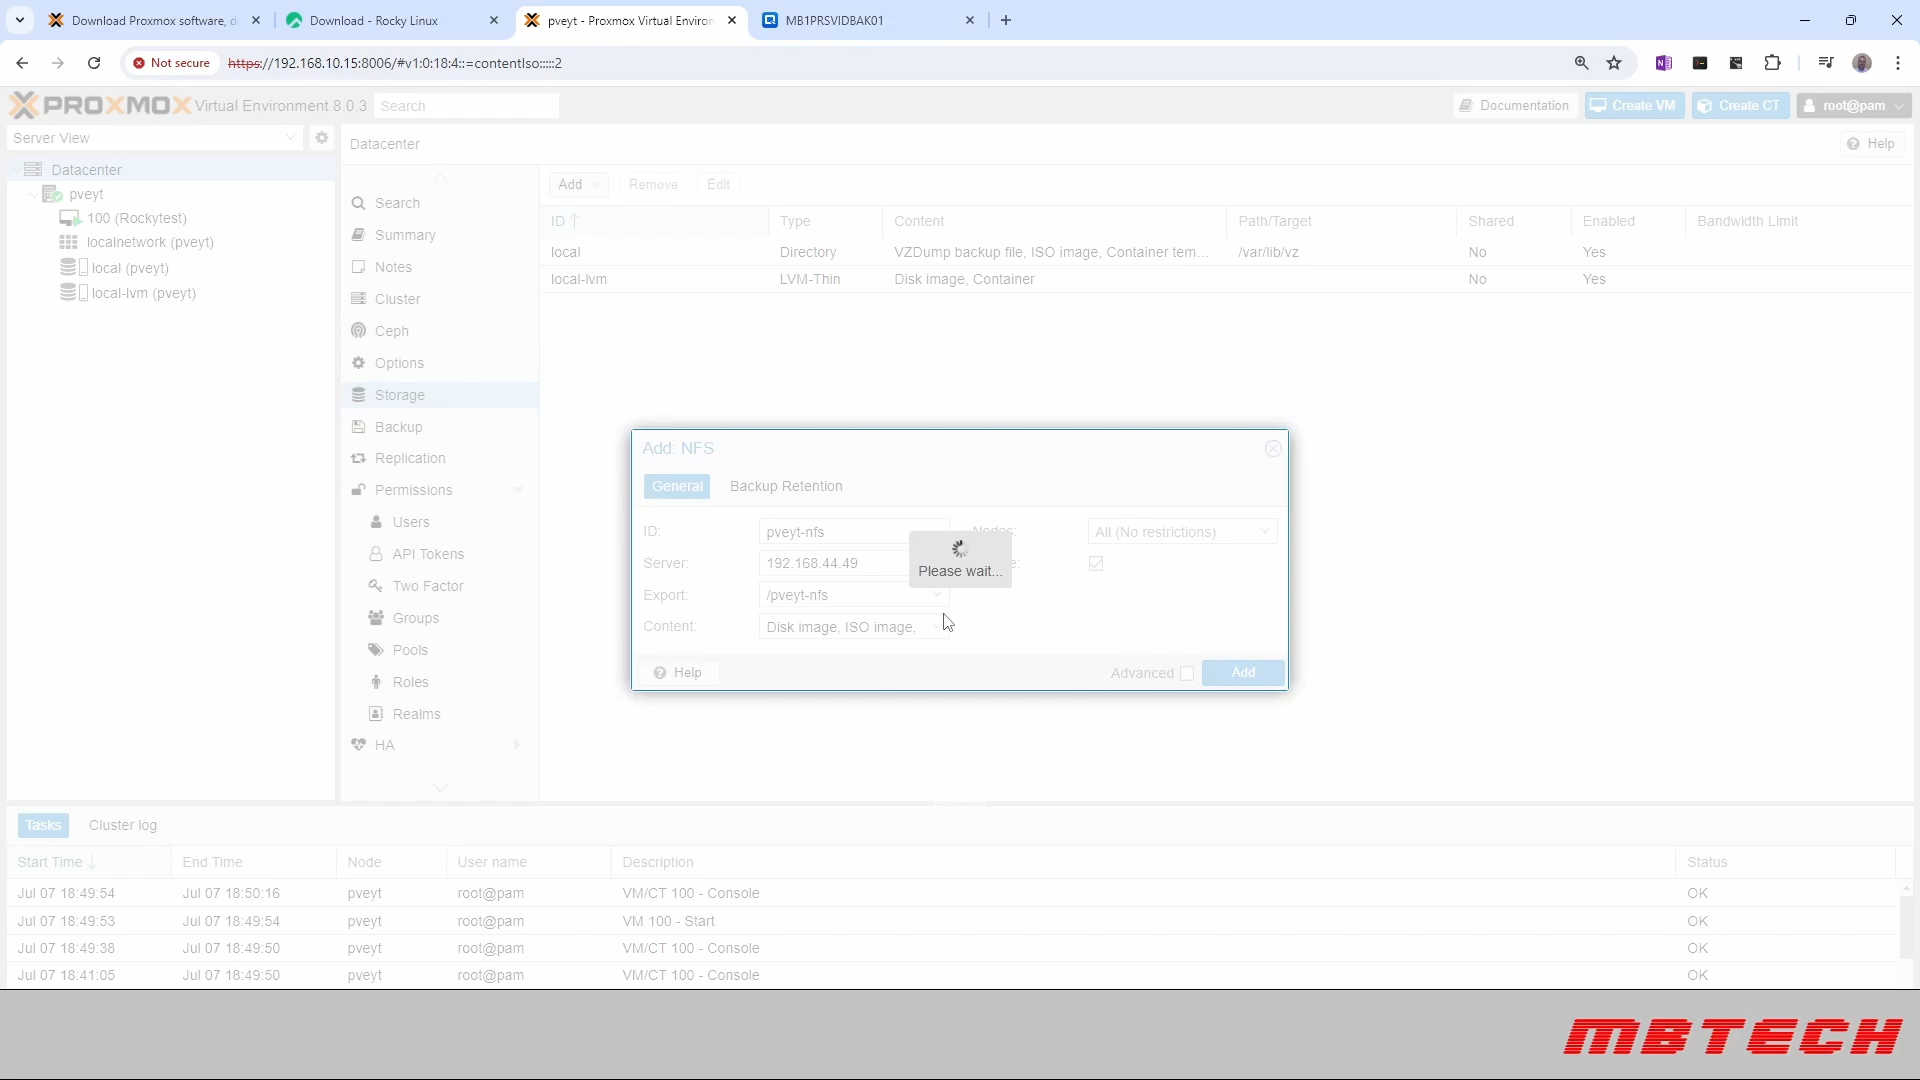 Download Proxmox software, d
Download - Rocky Linux
pveyt - Proxmox Virtual Environ
MB1PRSVIDBAK01
Not secure
https://192.168.10.15:8006/#v1:0:18:4::=contentIso:::::2
PROXMOX Virtual Environment 8.0.3
Search
Documentation
Create VM
Create CT
root@pam
Server View
Datacenter
Help
Datacenter
pveyt
100 (Rockytest)
localnetwork (pveyt)
local (pveyt)
local-lvm (pveyt)
Search
Summary
Notes
Cluster
Ceph
Options
Storage
Backup
Replication
Permissions
Users
API Tokens
Two Factor
Groups
Pools
Roles
Realms
HA
Add Remove Edit
ID Type Content Path/Target Shared Enabled Bandwidth Limit
local Directory VZDump backup file, ISO image, Container tem... /var/lib/vz No Yes
local-lvm LVM-Thin Disk image, Container No Yes
Add: NFS
General Backup Retention
ID: pveyt-nfs Nodes: All (No restrictions)
Server: 192.168.44.49
Export: /pveyt-nfs
Content: Disk image, ISO image,
Please wait...
Help
Advanced
Add
Tasks Cluster log
Start Time End Time Node User name Description Status
Jul 07 18:49:54 Jul 07 18:50:16 pveyt root@pam VM/CT 100 - Console OK
Jul 07 18:49:53 Jul 07 18:49:54 pveyt root@pam VM 100 - Start OK
Jul 07 18:49:38 Jul 07 18:49:50 pveyt root@pam VM/CT 100 - Console OK
Jul 07 18:41:05 Jul 07 18:49:50 pveyt root@pam VM/CT 100 - Console OK
MBTECH